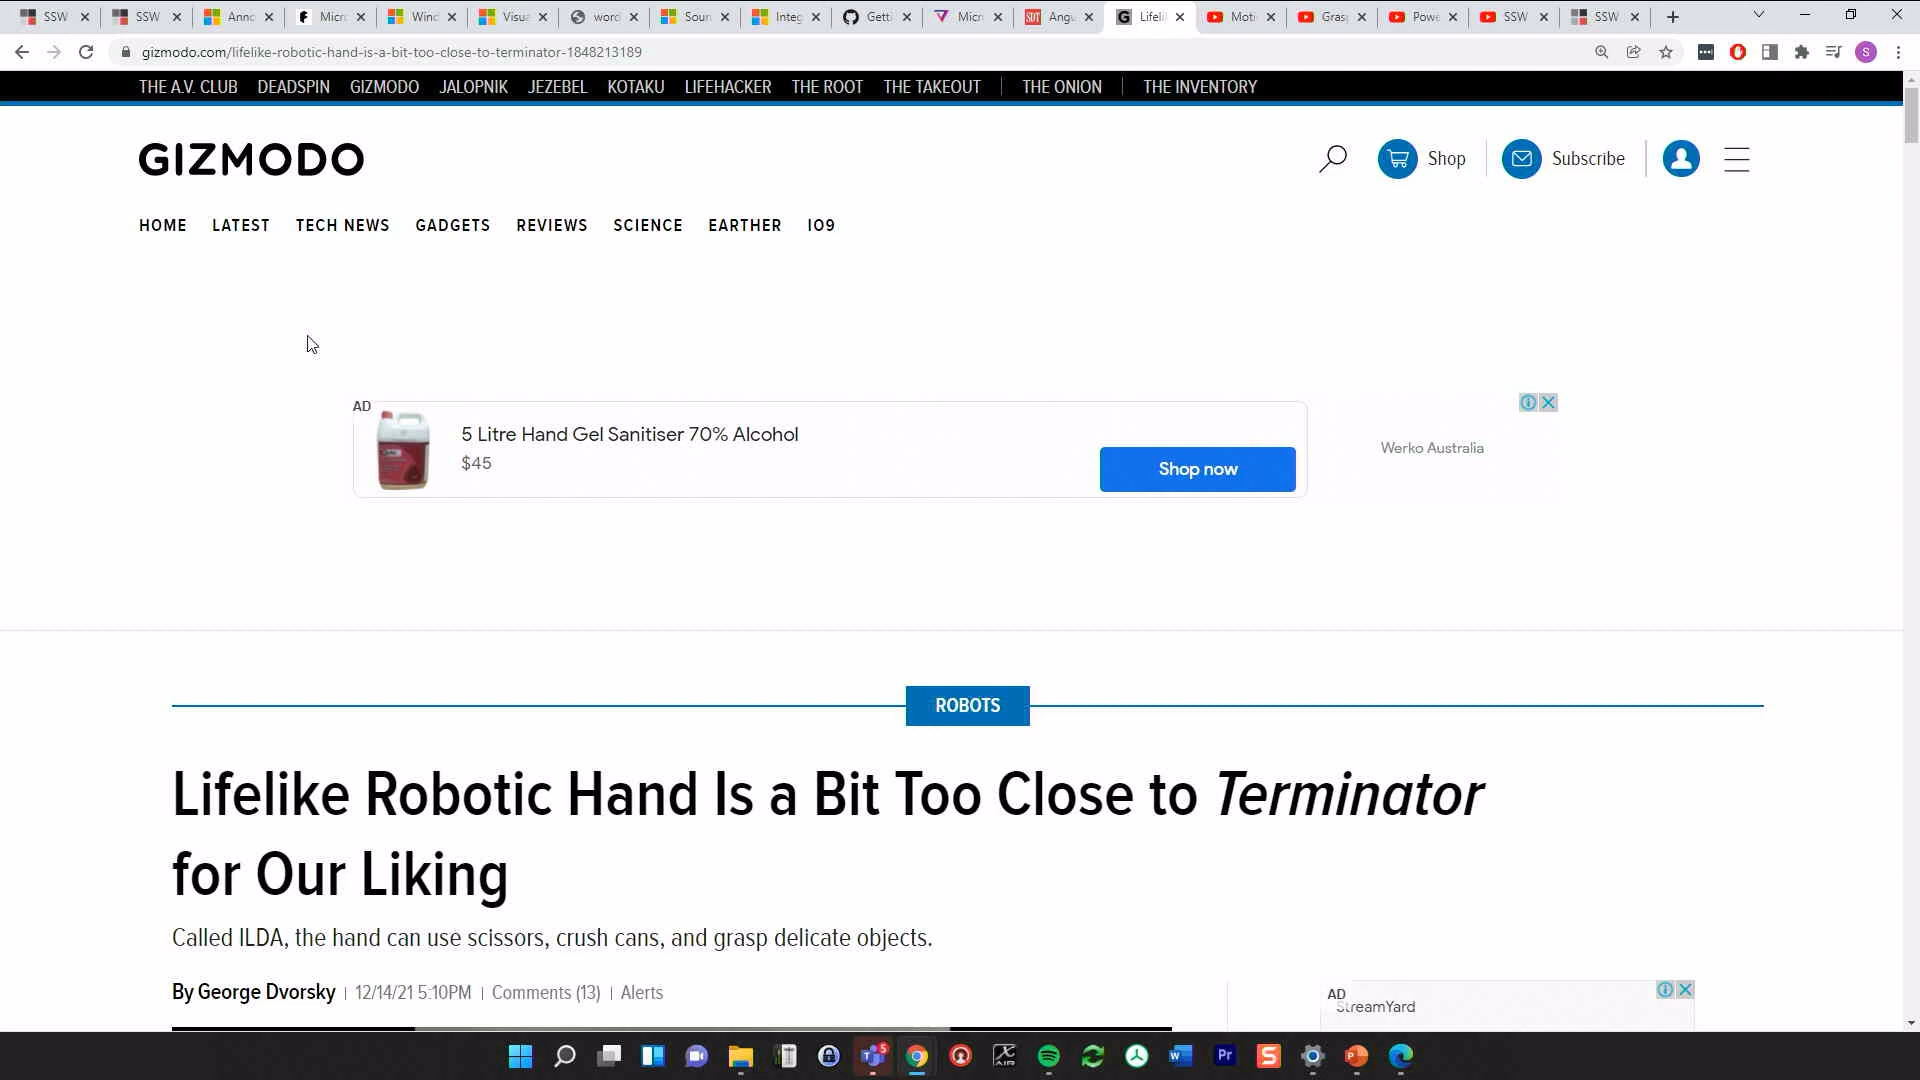 SSW
SSW
Anno
Micr
Wind
Visua
word
Soun
Integ
Getti
Micr
Angu
Lifeli
Moti
Gras
Powe
SSW
SSW
gizmodo.com/lifelike-robotic-hand-is-a-bit-too-close-to-terminator-1848213189
S
THE A.V. CLUB DEADSPIN GIZMODO JALOPNIK JEZEBEL KOTAKU LIFEHACKER THE ROOT THE TAKEOUT THE ONION THE INVENTORY
GIZMODO
Shop
Subscribe
HOME LATEST TECH NEWS GADGETS REVIEWS SCIENCE EARTHER IO9
AD
5 Litre Hand Gel Sanitiser 70% Alcohol
$45
Shop now
Werko Australia
ROBOTS
Lifelike Robotic Hand Is a Bit Too Close to Terminator
for Our Liking
Called ILDA, the hand can use scissors, crush cans, and grasp delicate objects.
By George Dvorsky | 12/14/21 5:10PM | Comments (13) | Alerts
AD
StreamYard